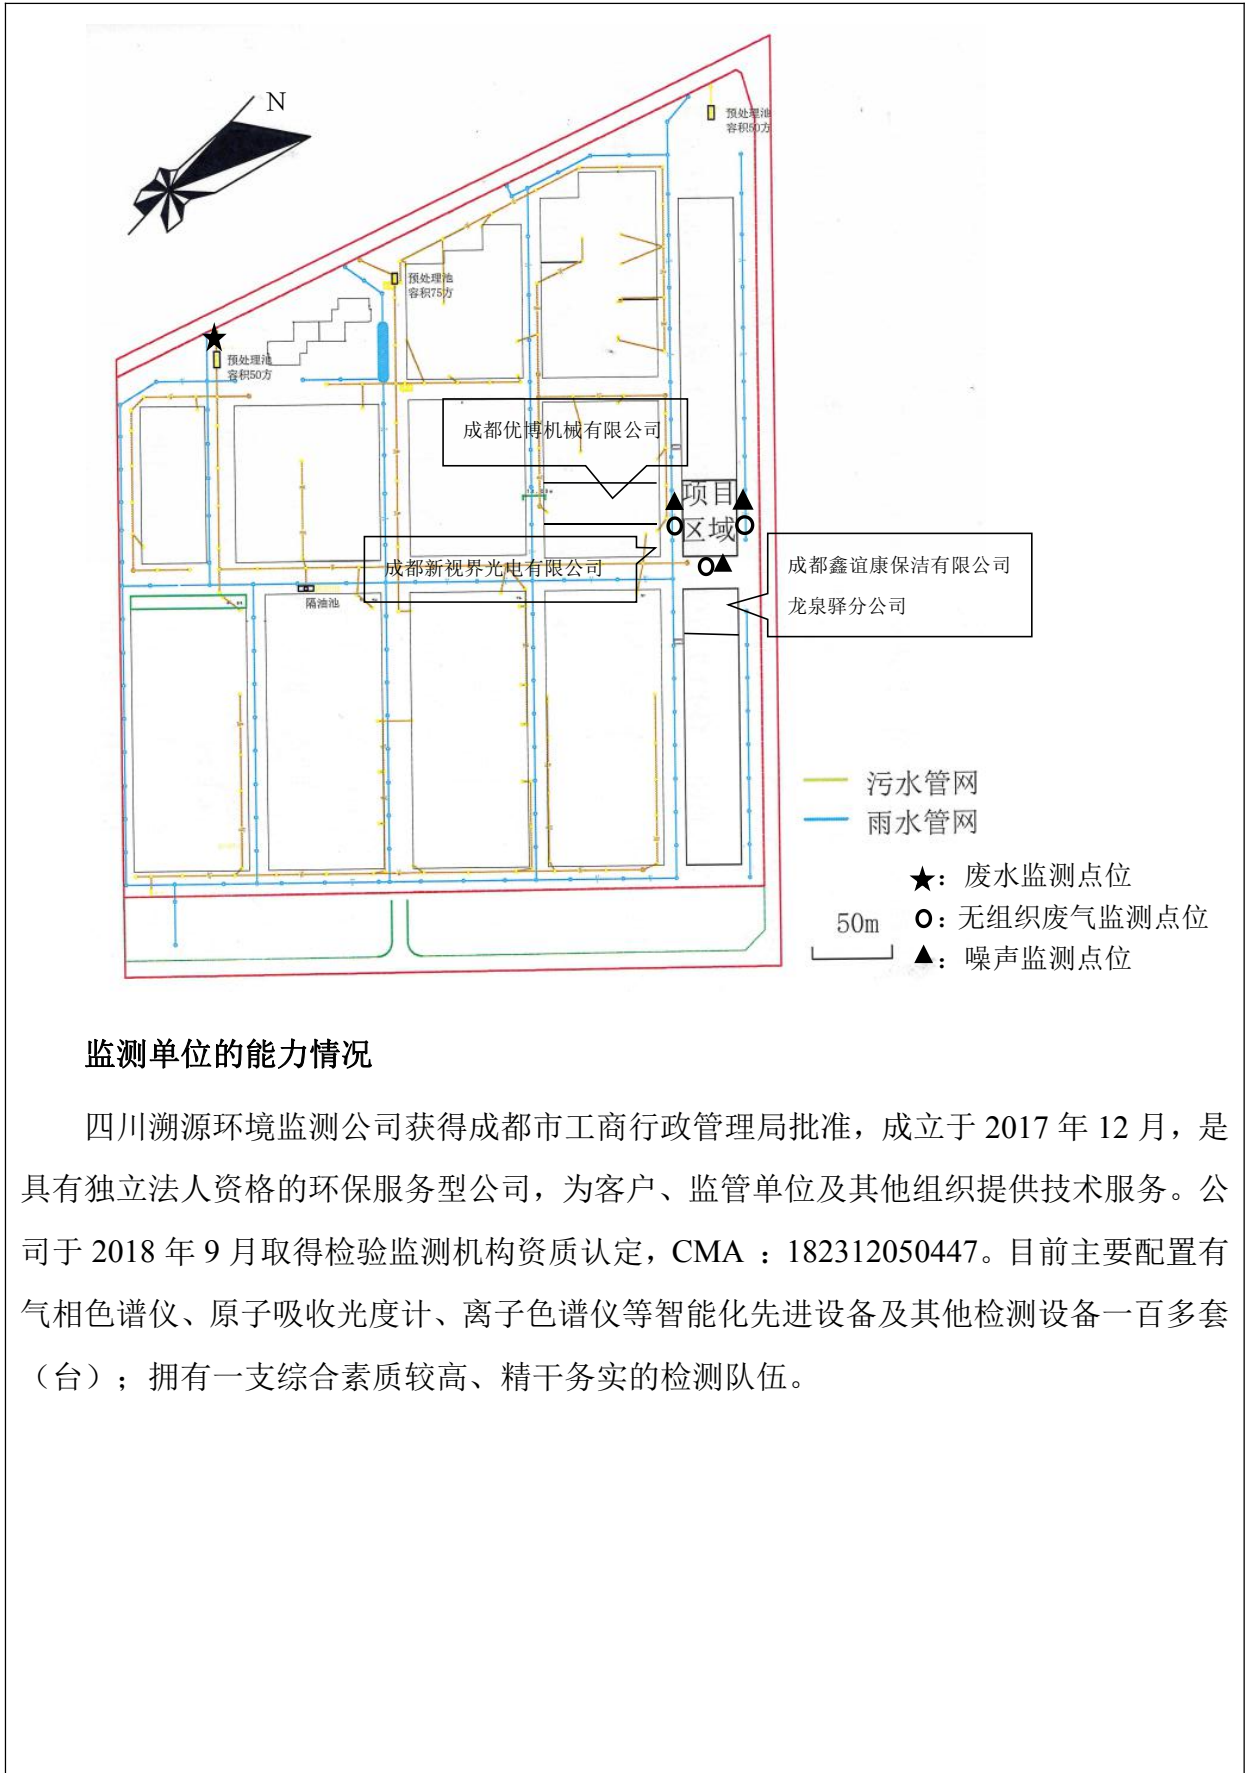 N
预处理池
容积50方
预处理池
容积75方
预处理池
容积50方
成都优博机械有限公司
项目
区域
成都新视界光电有限公司
成都鑫谊康保洁有限公司
龙泉驿分公司
隔油池
污水管网
雨水管网
★：废水监测点位
50m
O：无组织废气监测点位
▲：噪声监测点位
监测单位的能力情况
四川溯源环境监测公司获得成都市工商行政管理局批准，成立于 2017 年 12 月，是
具有独立法人资格的环保服务型公司，为客户、监管单位及其他组织提供技术服务。公
司于 2018 年 9 月取得检验监测机构资质认定，CMA ：182312050447。目前主要配置有
气相色谱仪、原子吸收光度计、离子色谱仪等智能化先进设备及其他检测设备一百多套
（台）；拥有一支综合素质较高、精干务实的检测队伍。